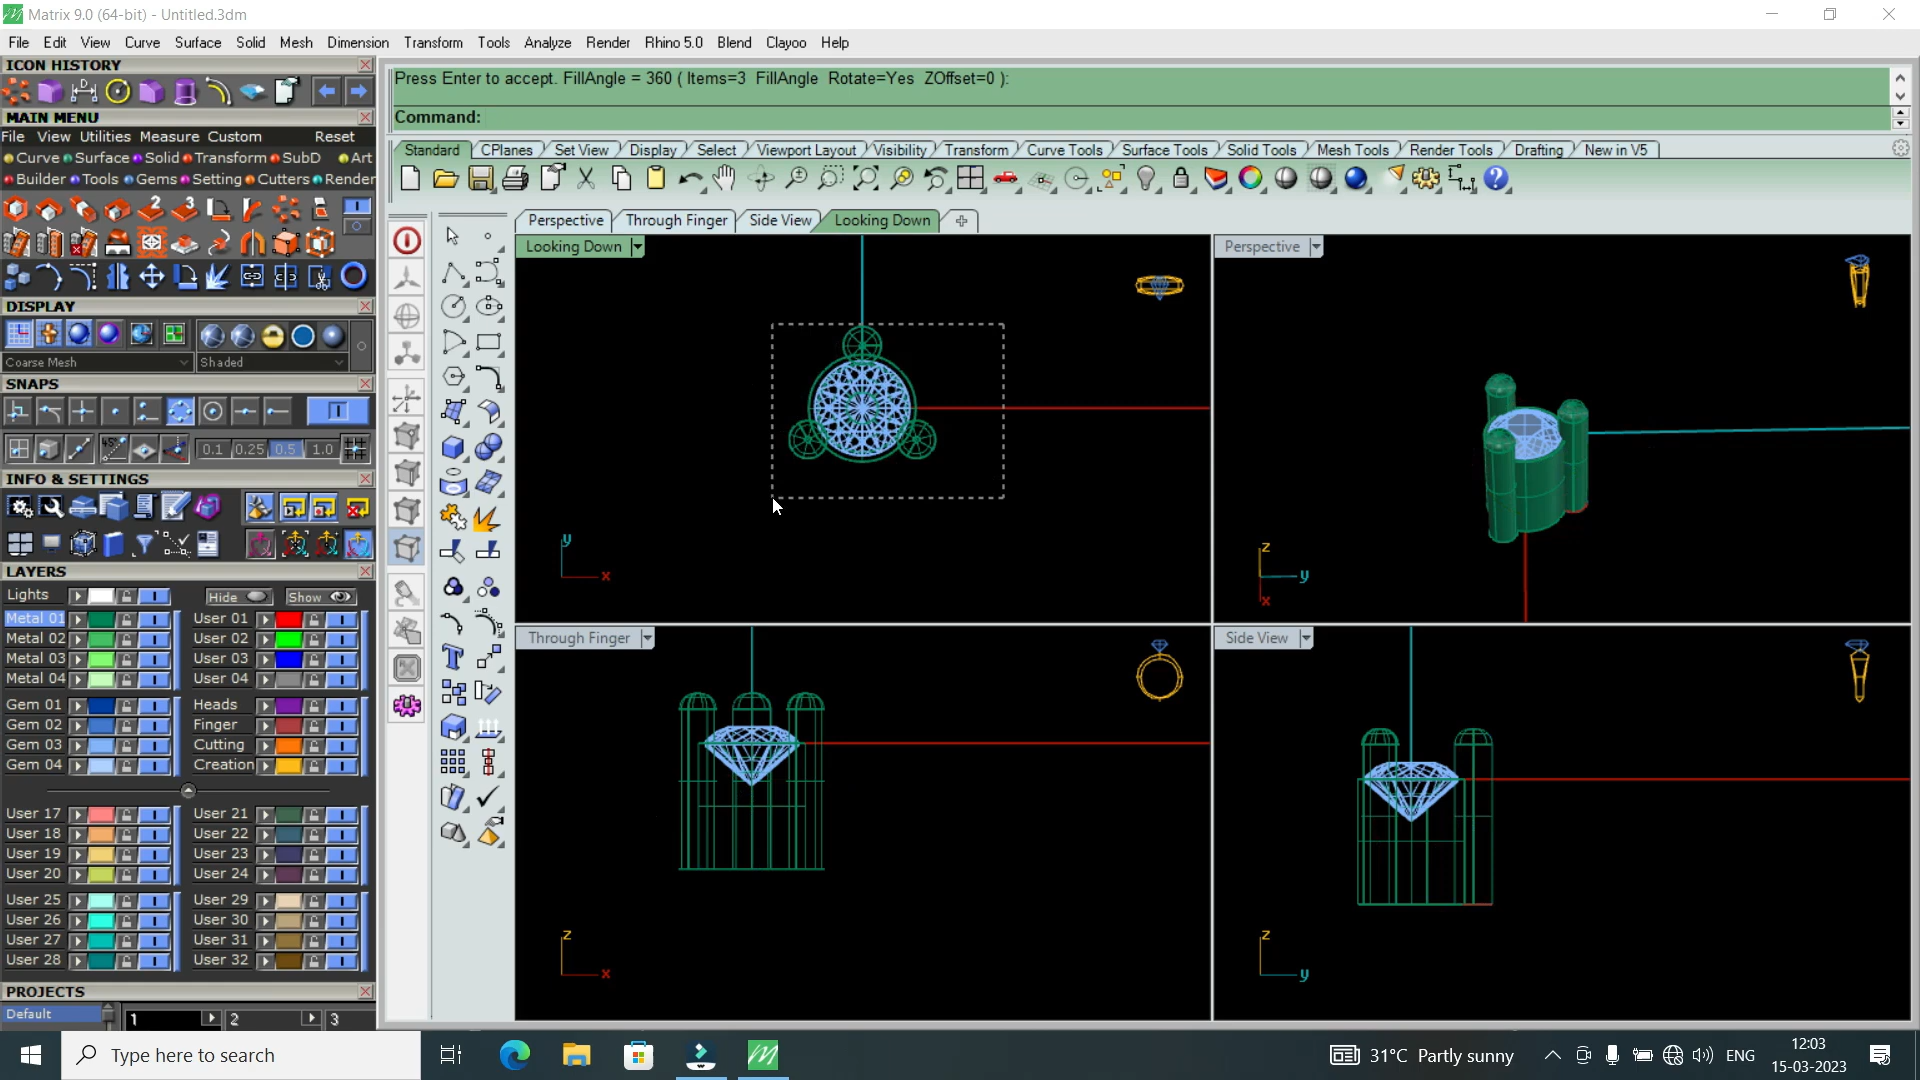 Matrix 9.0 (64-bit) - Untitled.3dm
File Edit View Curve Surface Solid Mesh Dimension Transform Tools Analyze Render Rhino 5.0 Blend Clayoo Help
ICON HISTORY
MAIN MENU
File View Utilities Measure Custom Reset
Curve Surface Solid Transform SubD Art
Builder Tools Gems Setting Cutters Render
DISPLAY
Coarse Mesh Shaded
SNAPS
0.1 0.25 0.5 1.0
INFO & SETTINGS
LAYERS
Lights Hide Show
Metal 01 User 01
Metal 02 User 02
Metal 03 User 03
Metal 04 User 04
Gem 01 Heads
Gem 02 Finger
Gem 03 Cutting
Gem 04 Creation
User 17 User 21
User 18 User 22
User 19 User 23
User 20 User 24
User 25 User 29
User 26 User 30
User 27 User 31
User 28 User 32
PROJECTS
Default 1 2 3
Press Enter to accept. FillAngle = 360 ( Items=3 FillAngle Rotate=Yes ZOffset=0 ):
Command:
Standard CPlanes Set View Display Select Viewport Layout Visibility Transform Curve Tools Surface Tools Solid Tools Mesh Tools Render Tools Drafting New in V5
Perspective Through Finger Side View Looking Down
Looking Down
y
x
Perspective
z
y
x
Through Finger
z
x
Side View
z
y
Type here to search
31°C Partly sunny
ENG
12:03
15-03-2023